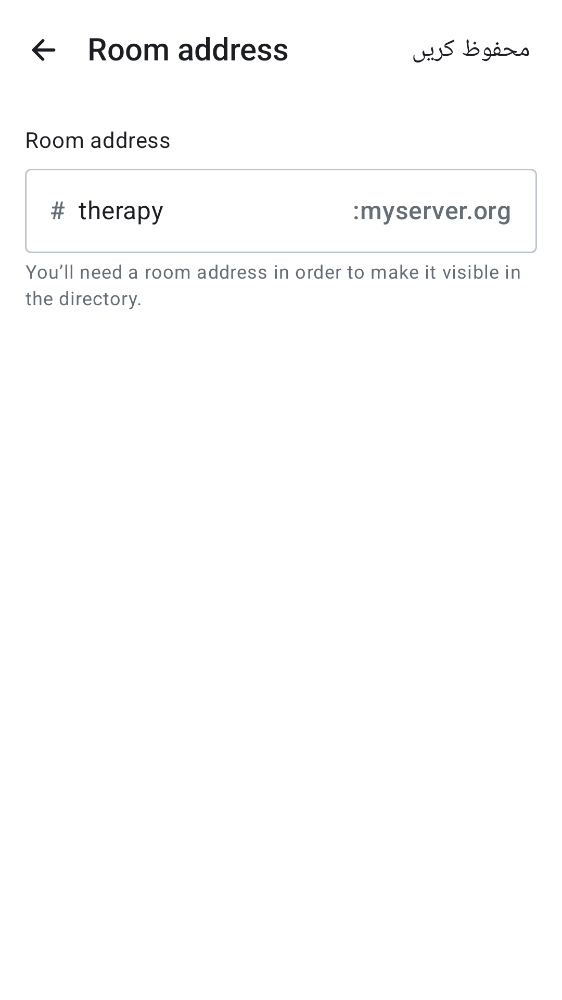 Room address
محفوظ کریں
Room address
# therapy :myserver.org
You’ll need a room address in order to make it visible in
the directory.